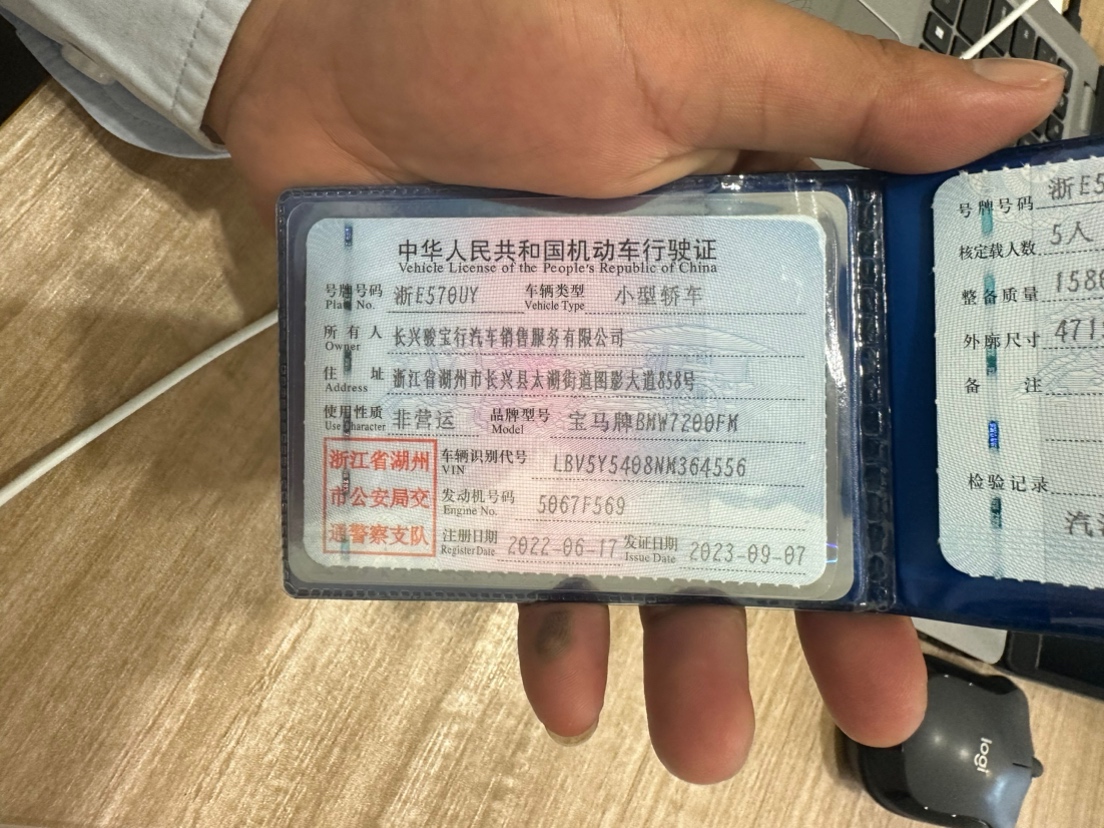 中华人民共和国机动车行驶证
Vehicle License of the People's Republic of China
号牌号码 浙E570UY 车辆类型 小型轿车
Plate No. Vehicle Type
所有人 长兴骏宝行汽车销售服务有限公司
Owner
住址 浙江省湖州市长兴县太湖街道图影大道858号
Address
使用性质 非营运 品牌型号 宝马牌BMW7200FM
Use Character Model
浙江省湖州
市公安局交
通警察支队
车辆识别代号 LBV5Y5408NM364556
VIN
发动机号码 5067F569
Engine No.
注册日期 2022-06-17 发证日期 2023-09-07
Register Date Issue Date
号牌号码 浙E5
核定载人数 5人
整备质量 158
外廓尺寸 471
备注
检验记录
汽
logi